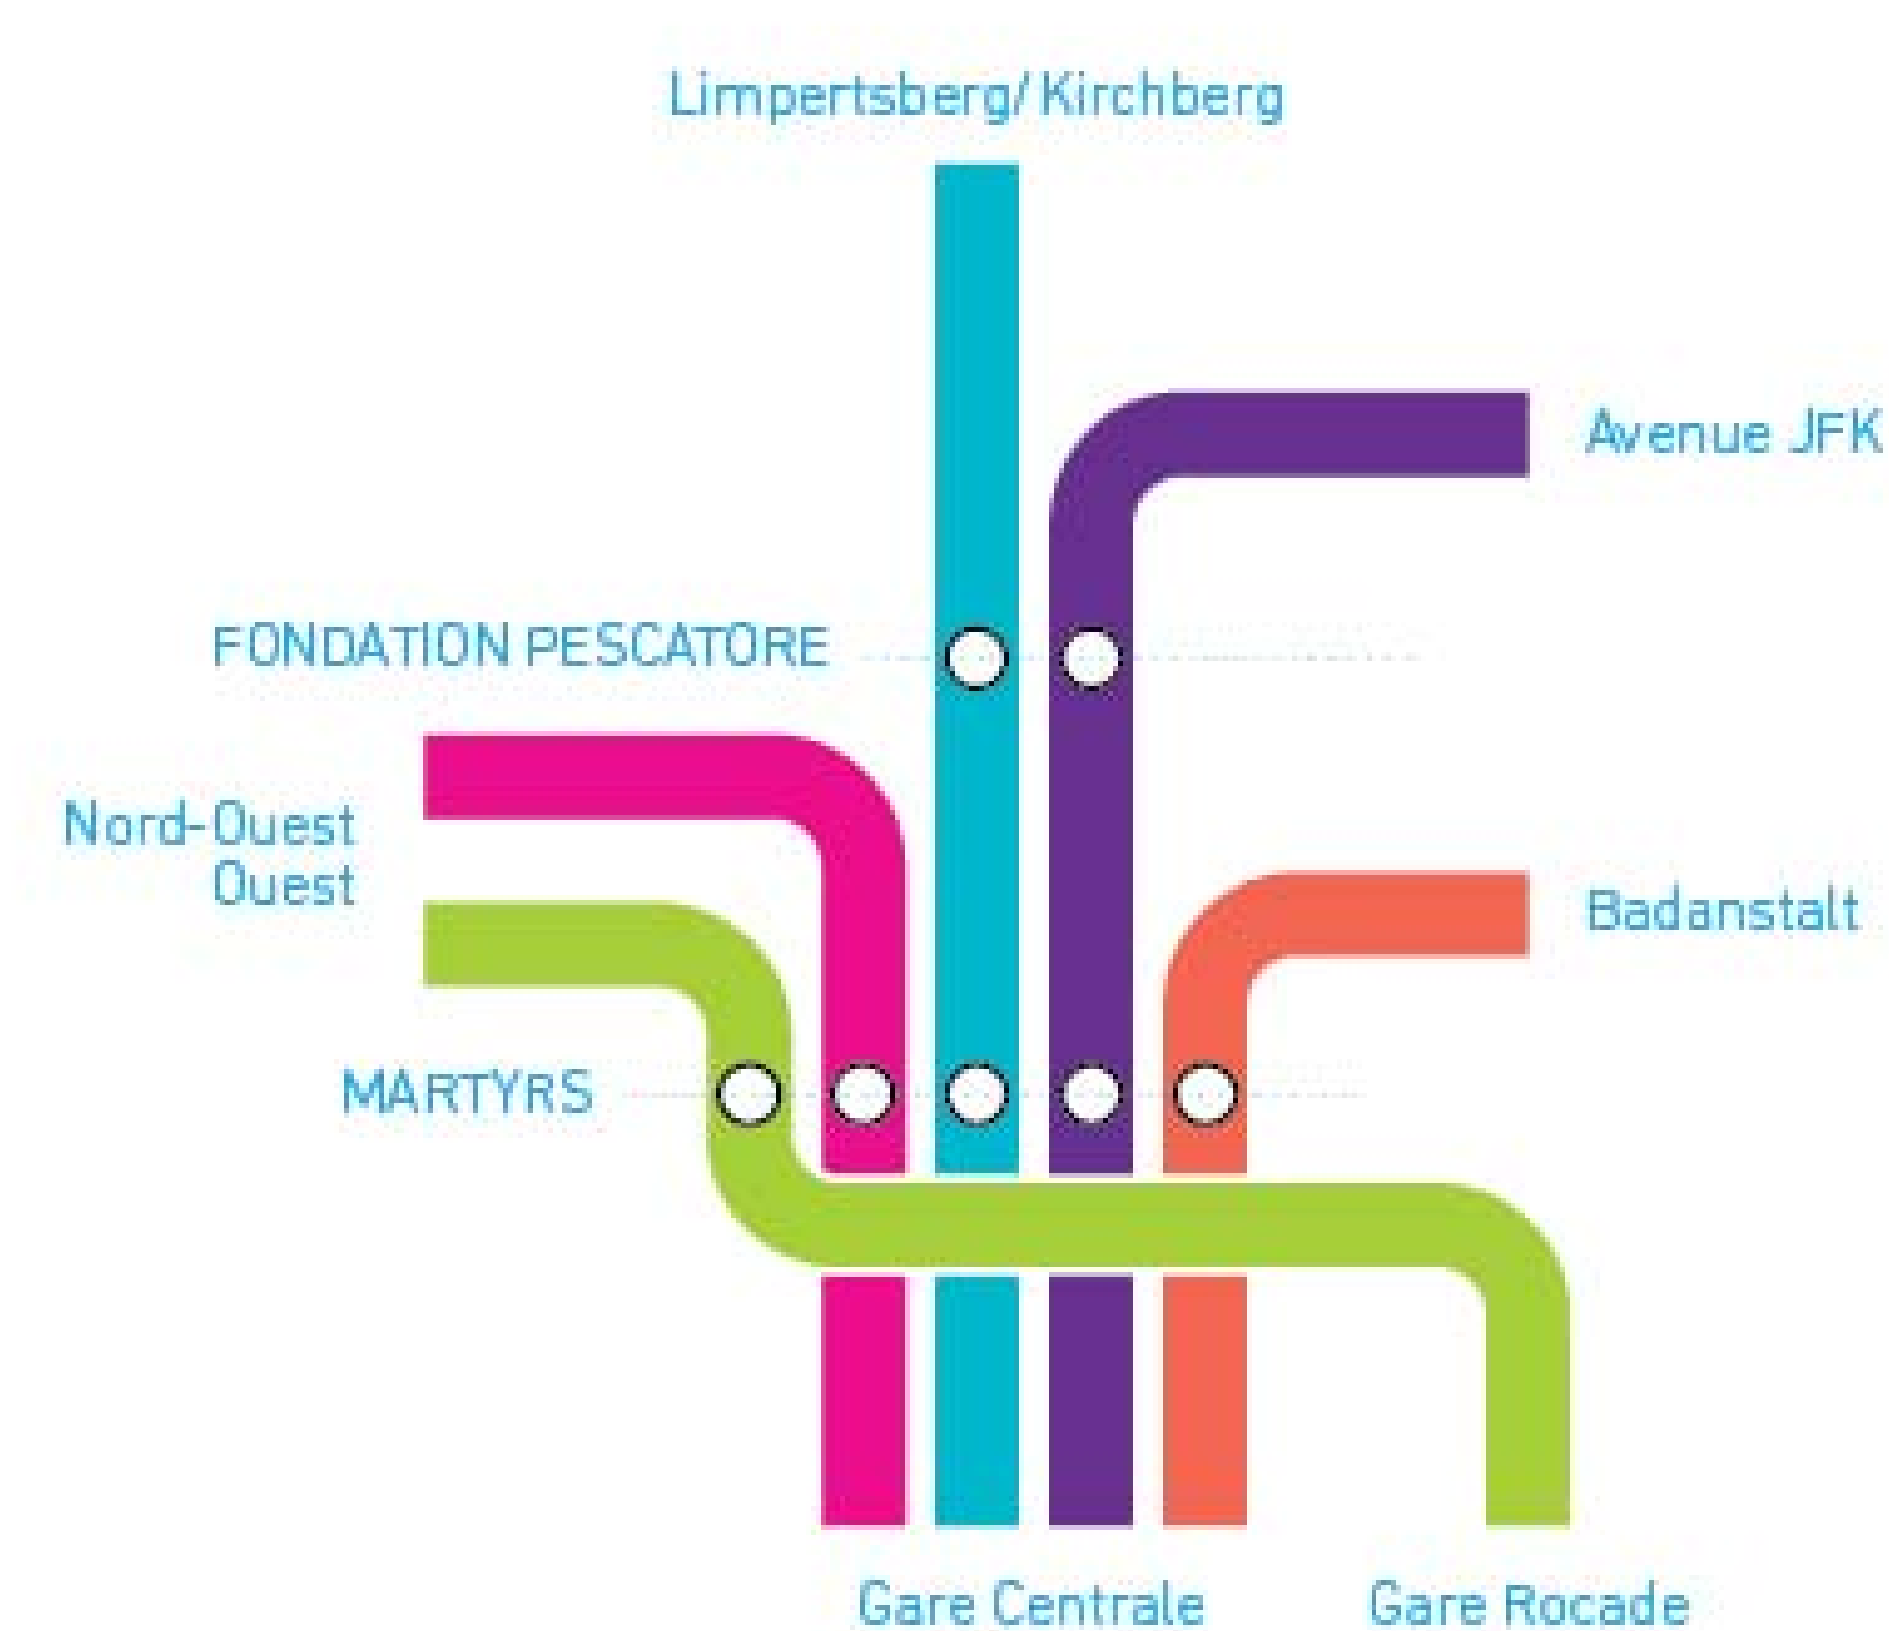 Limpertsberg/Kirchberg
Avenue JFK
FONDATION PESCATORE
Nord-Ouest
Ouest
Badanstalt
MARTYRS
Gare Centrale
Gare Rocade